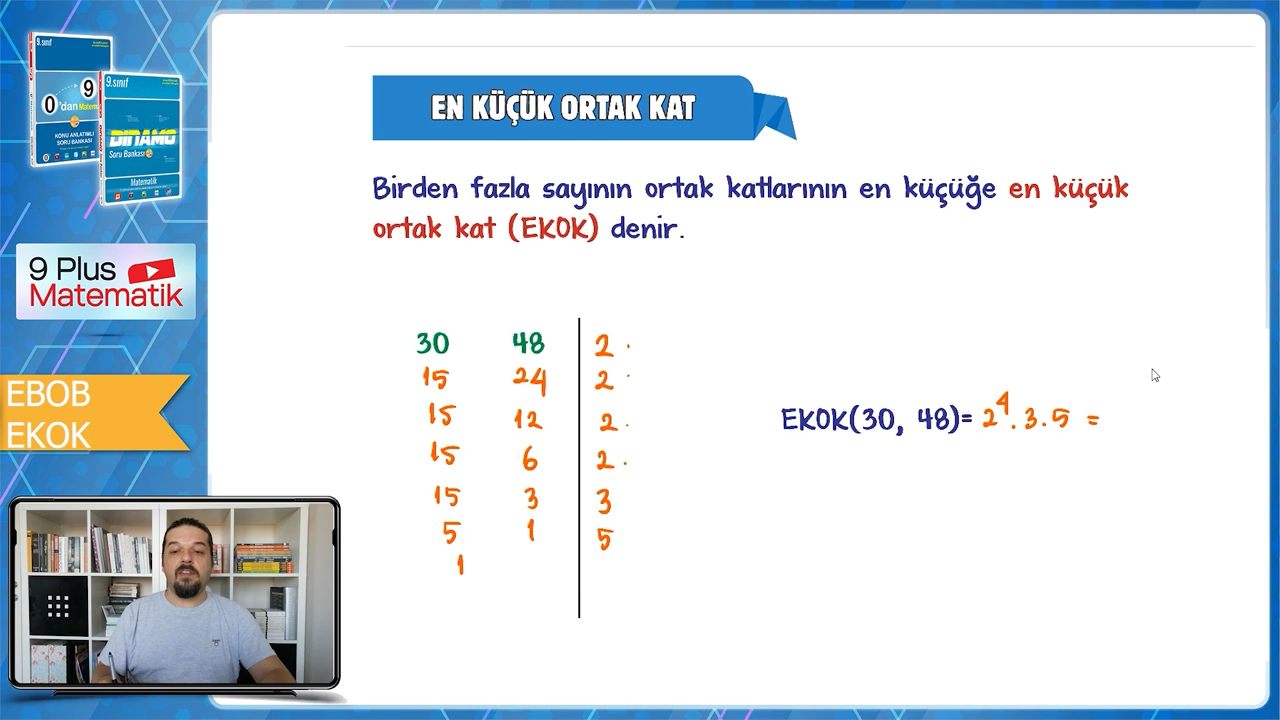 9.sınıf
0'dan 9
Matem
KONU ANLATIMLI
SORU BANKASI
9.sınıf
DINAMO
Soru Bankası
Matematik
9 Plus
Matematik
EBOB
EKOK
EN KÜÇÜK ORTAK KAT
Birden fazla sayının ortak katlarının en küçüğe en küçük
ortak kat (EKOK) denir.
30 48 2 .
15 24 2 .
15 12 2 .
15 6 2 .
15 3 3
5 1 5
1
EKOK(30, 48)= 2⁴.3.5 =